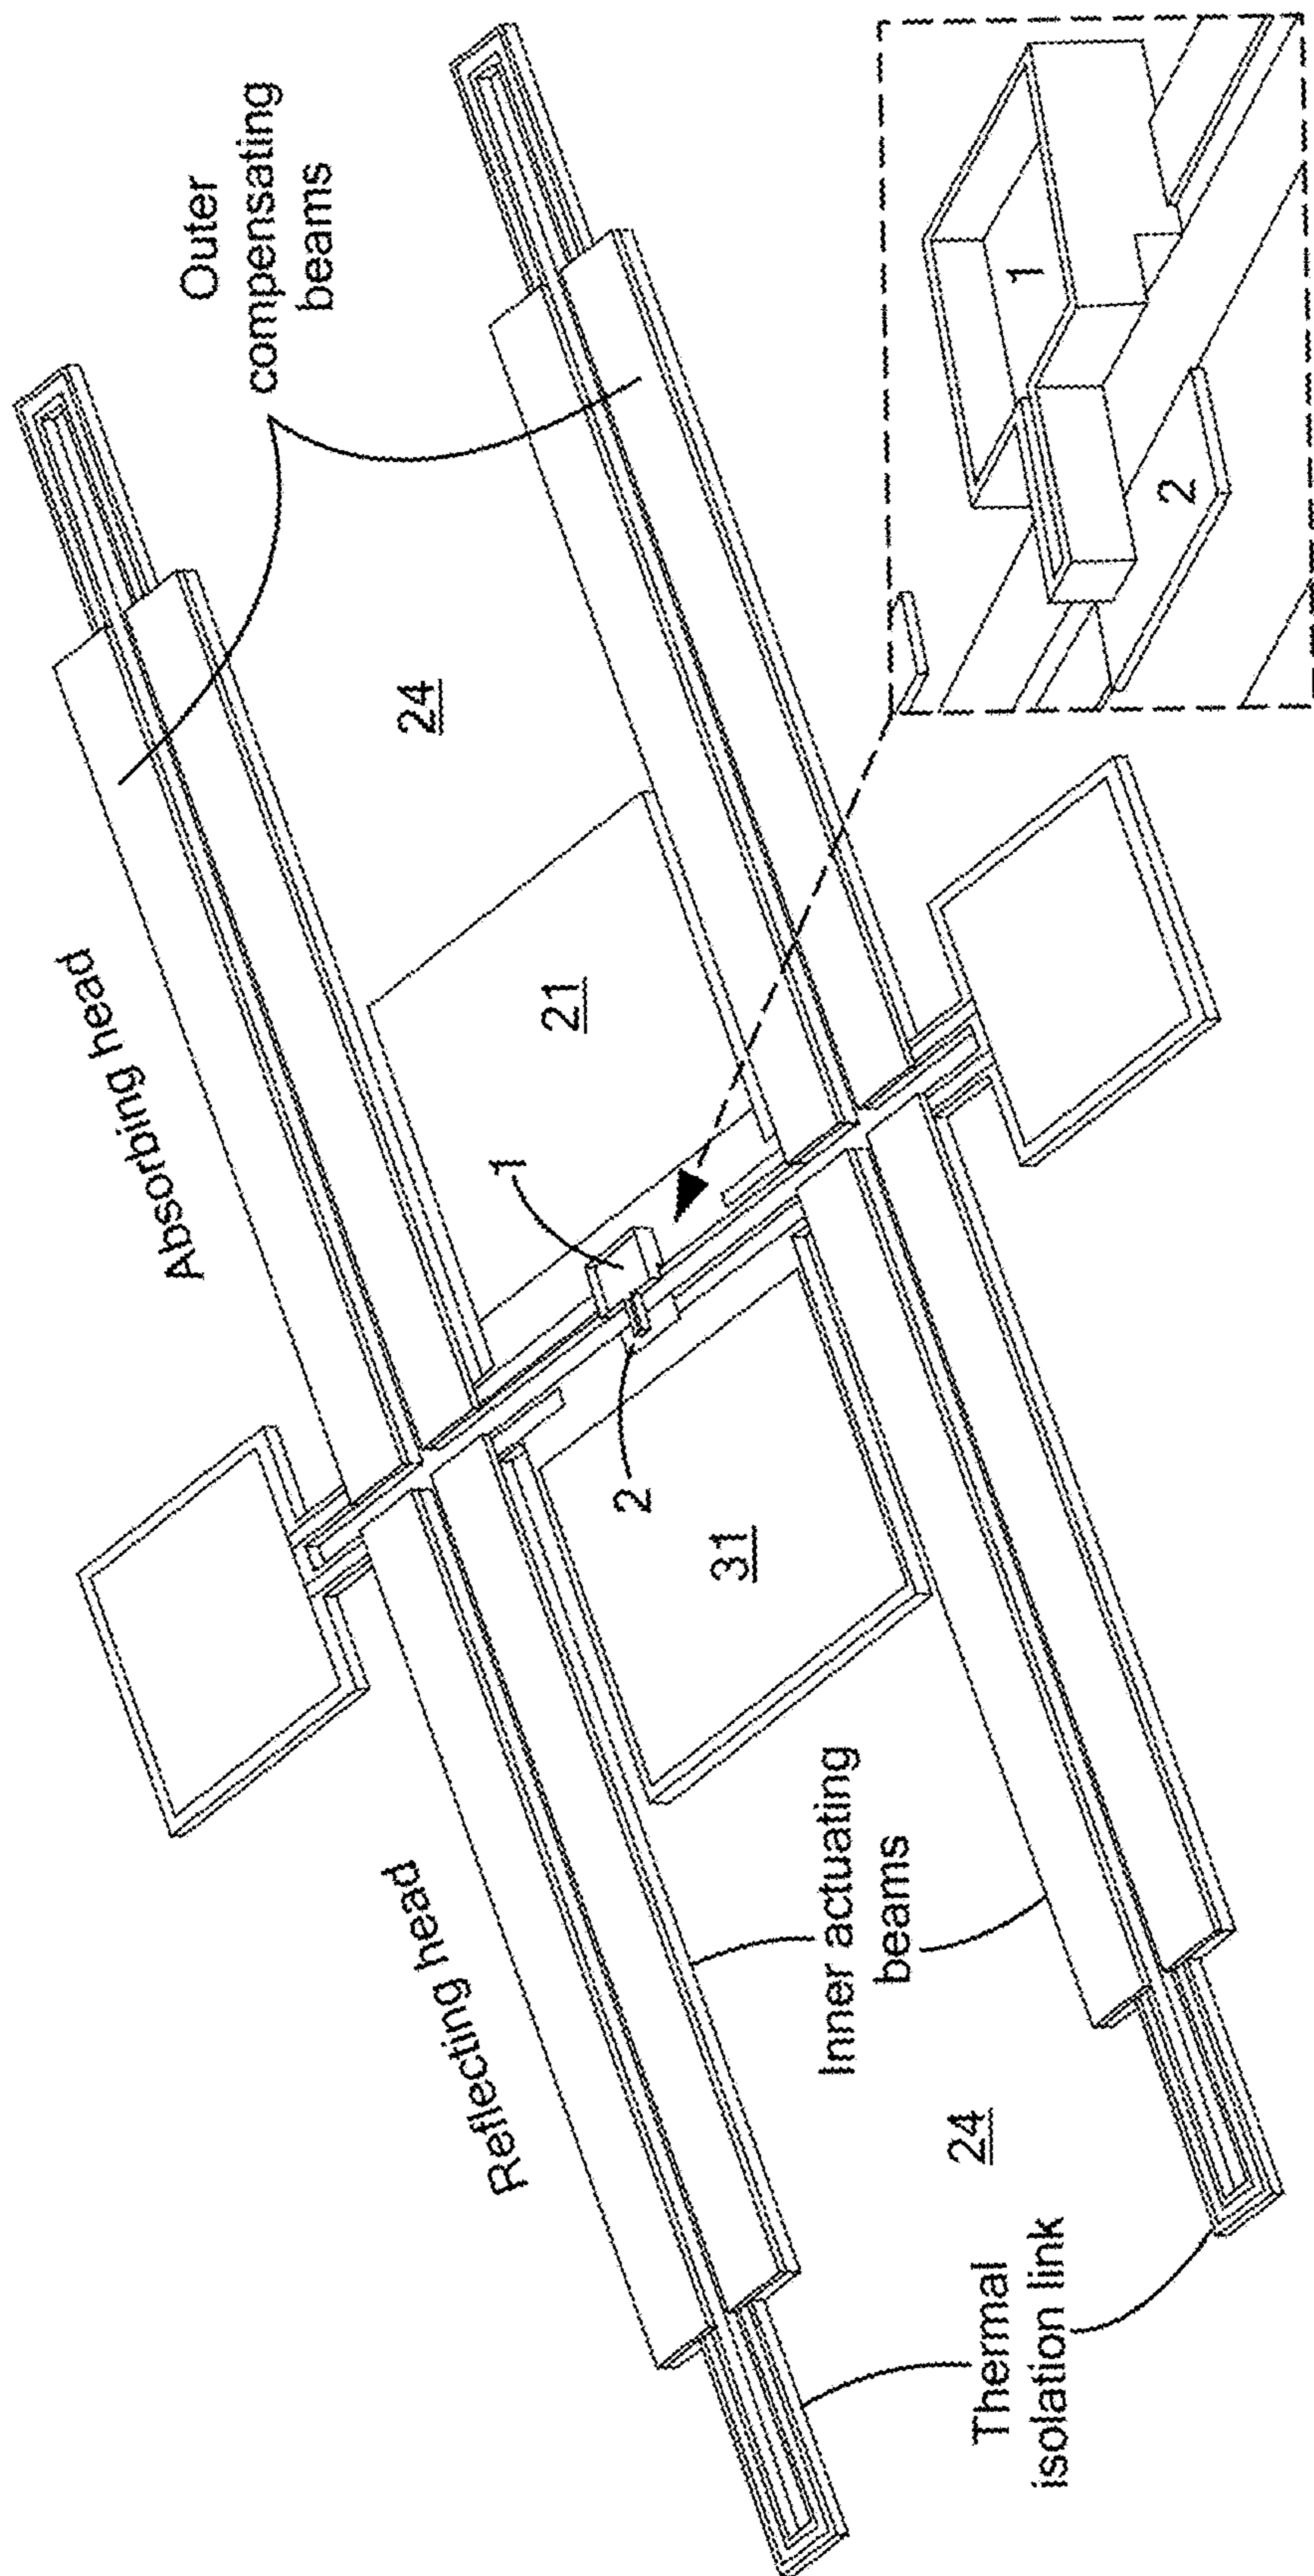 Outer
compensating
beams
Absorbing head
24
21
1
1
2
2
31
Reflecting head
Inner actuating
beams
24
Thermal
isolation link